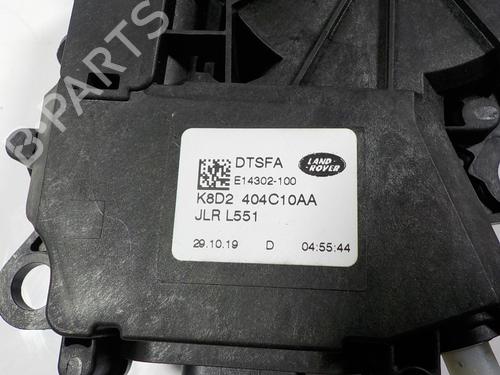 B-PARTS
DTSFA
LAND-
ROVER
E14302-100
K8D2 404C10AA
JLR L551
29.10.19 D 04:55:44